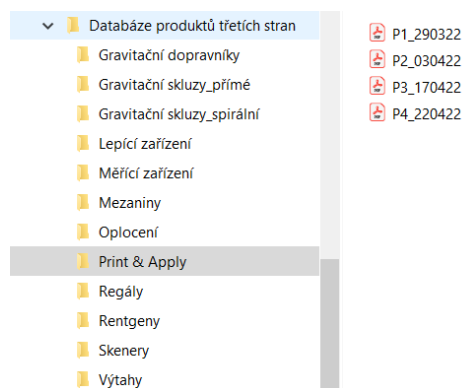 Databáze produktů třetích stran
Gravitační dopravníky
Gravitační skluzy_přímé
Gravitační skluzy_spirální
Lepící zařízení
Měřící zařízení
Mezaniny
Oplocení
Print & Apply
Regály
Rentgeny
Skenery
Výtahy
P1_290322
P2_030422
P3_170422
P4_220422